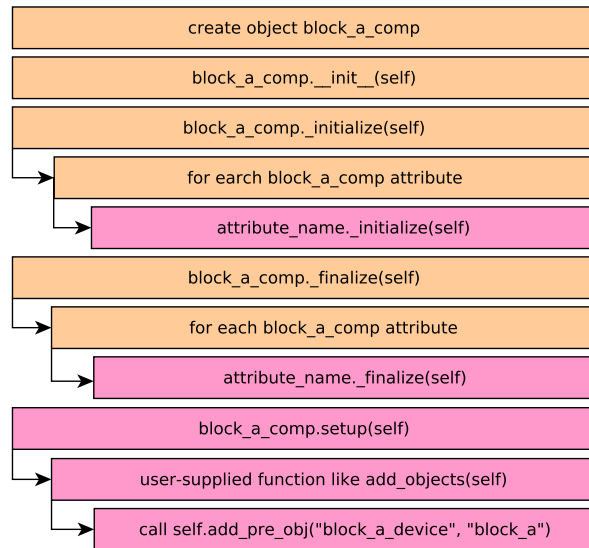 create object block_a_comp
block_a_comp.__init__(self)
block_a_comp._initialize(self)
for earch block_a_comp attribute
attribute_name._initialize(self)
block_a_comp._finalize(self)
for each block_a_comp attribute
attribute_name._finalize(self)
block_a_comp.setup(self)
user-supplied function like add_objects(self)
call self.add_pre_obj("block_a_device", "block_a")